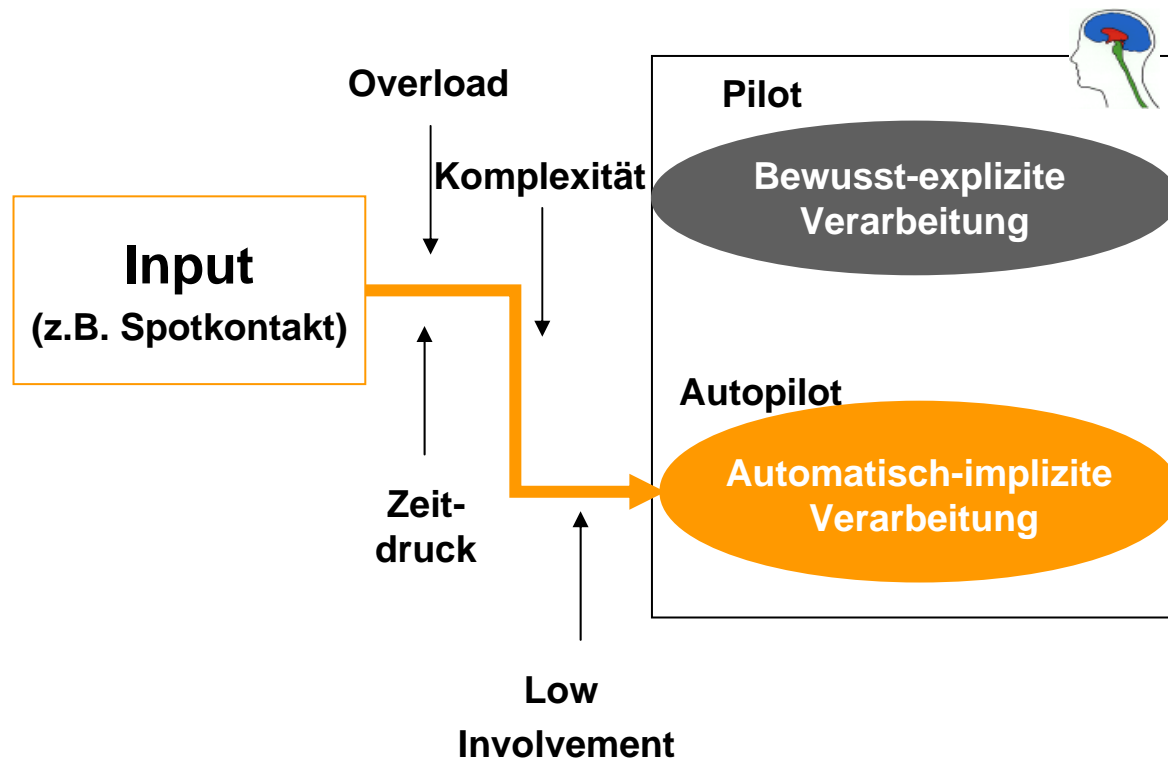 Overload
Pilot
Komplexität
Bewusst-explizite
Verarbeitung
Input
(z.B. Spotkontakt)
Autopilot
Automatisch-implizite
Verarbeitung
Zeit-
druck
Low
Involvement